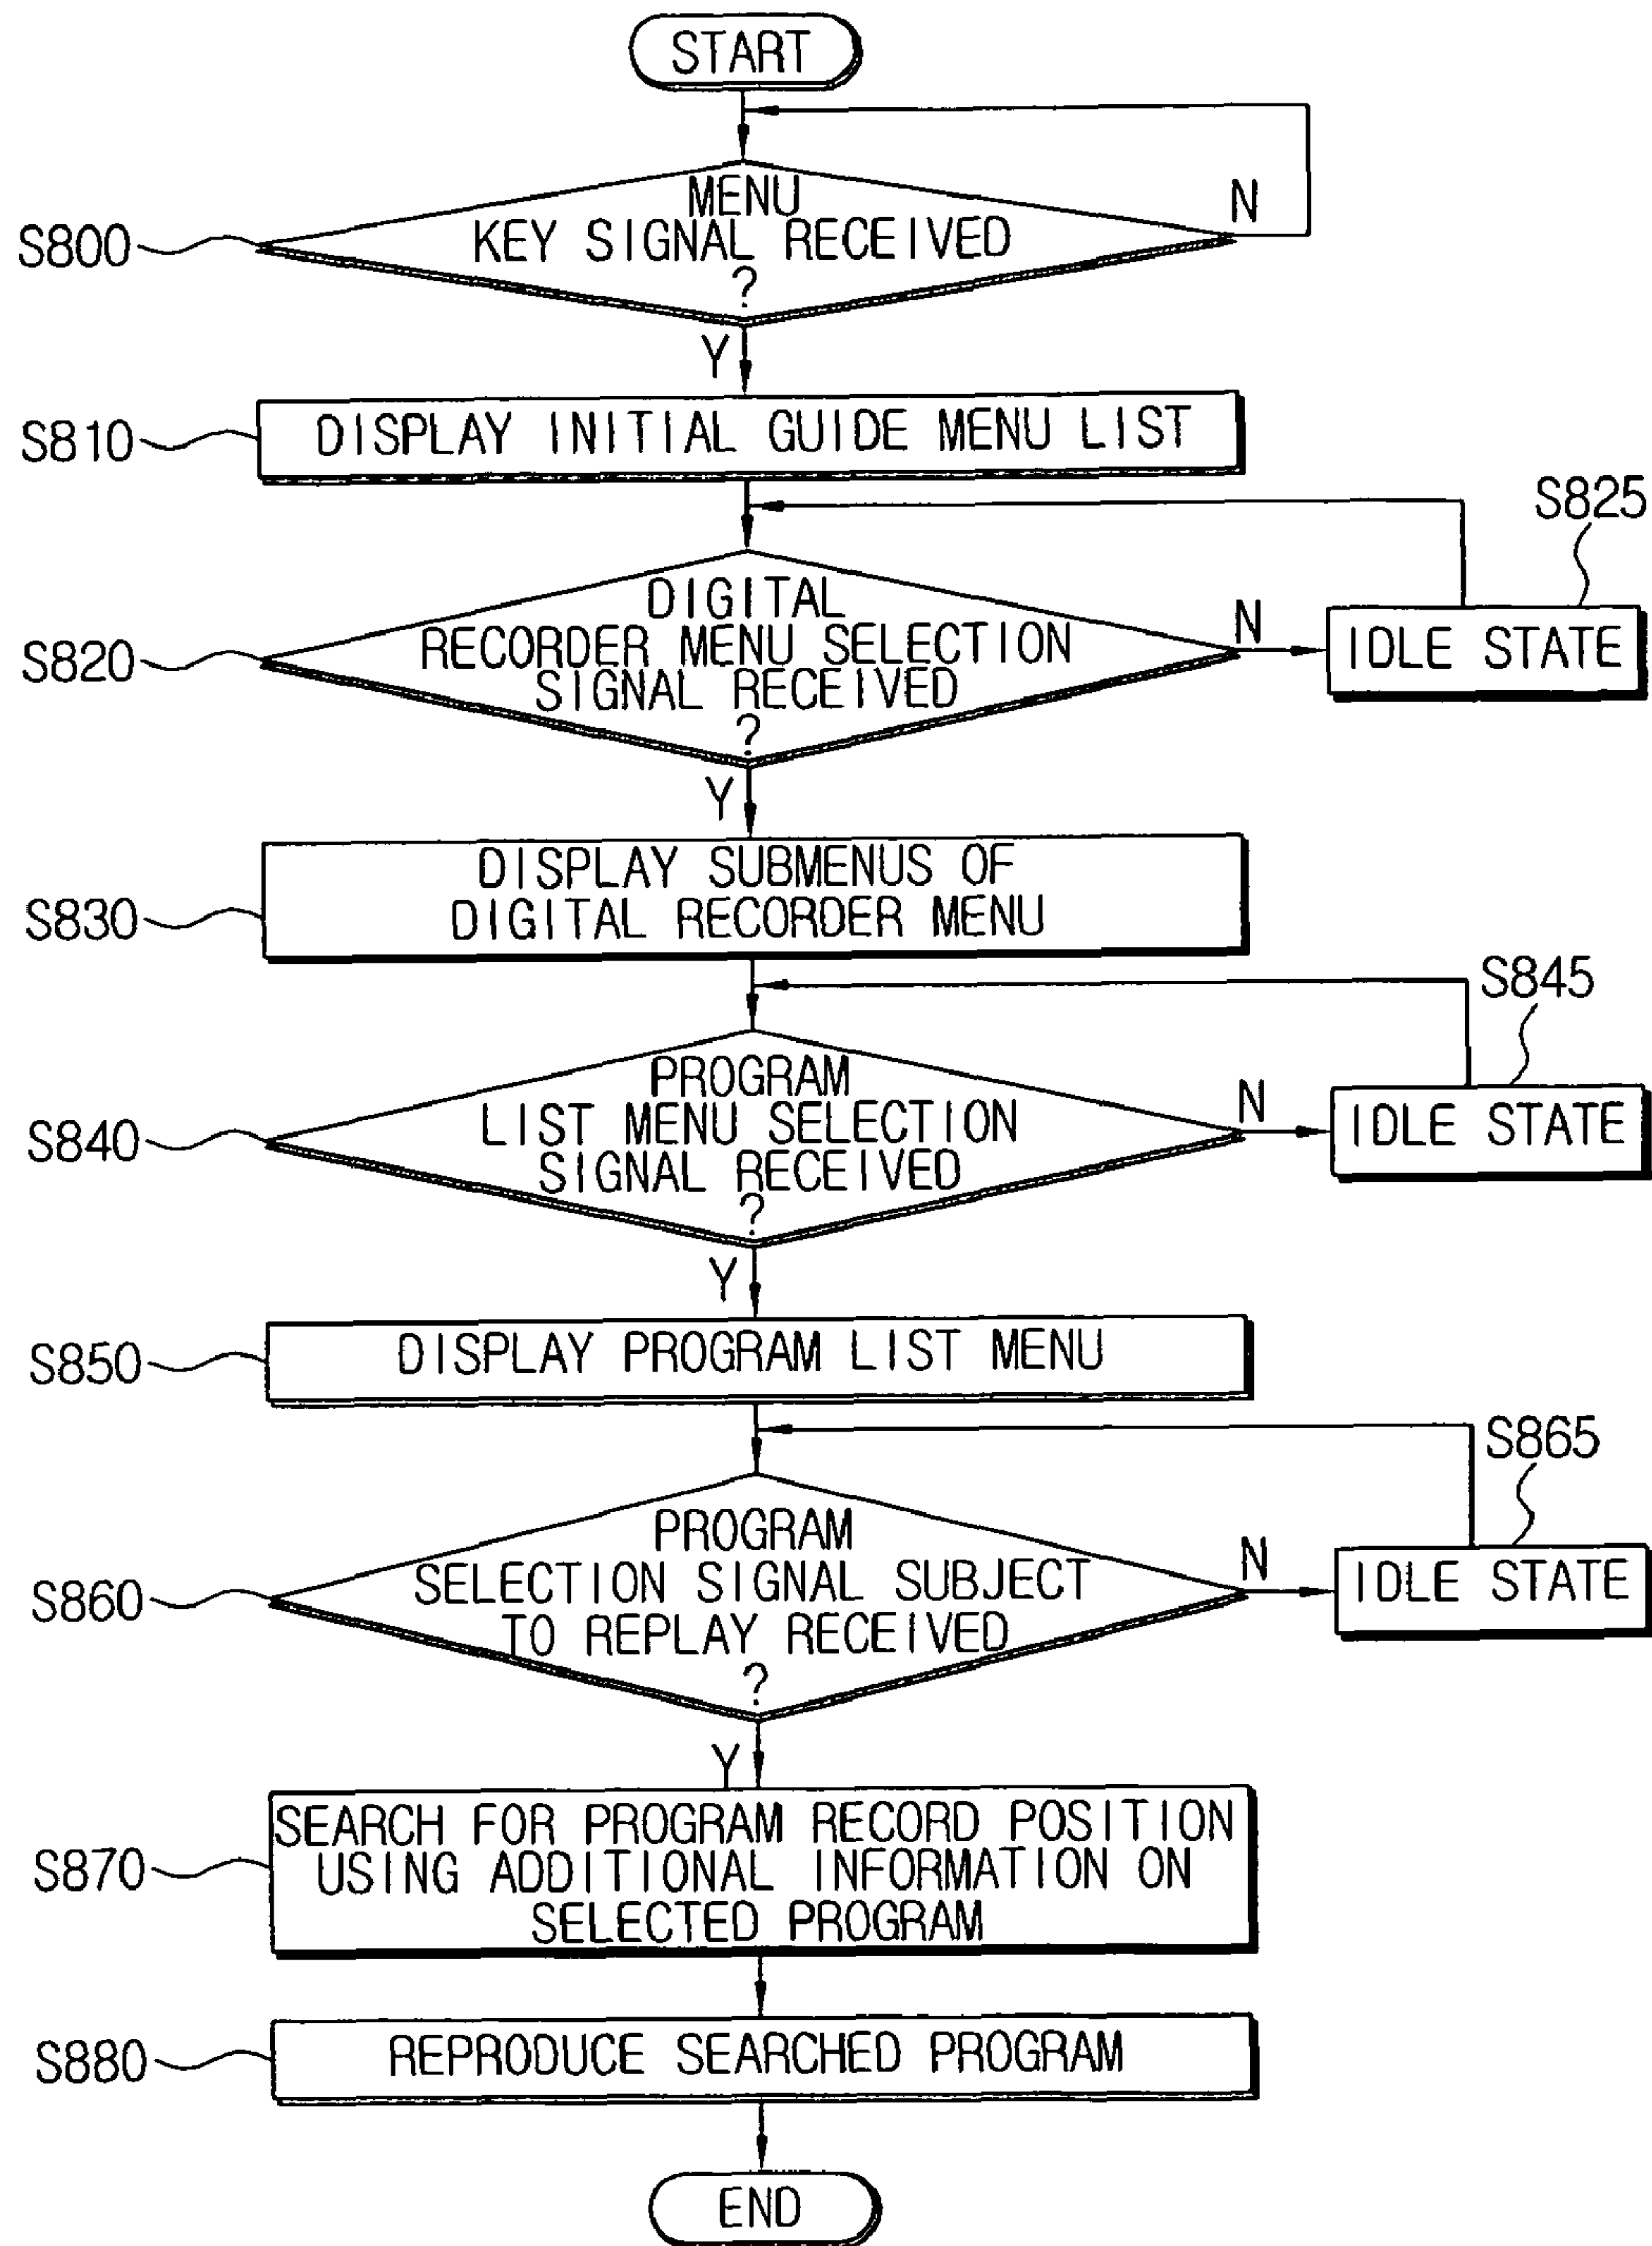 START
MENU
KEY SIGNAL RECEIVED
?
N
S800
Y
S810
DISPLAY INITIAL GUIDE MENU LIST
S825
DIGITAL
RECORDER MENU SELECTION
SIGNAL RECEIVED
?
N
IDLE STATE
S820
Y
DISPLAY SUBMENUS OF
DIGITAL RECORDER MENU
S830
S845
PROGRAM
LIST MENU SELECTION
SIGNAL RECEIVED
?
N
IDLE STATE
S840
Y
S850
DISPLAY PROGRAM LIST MENU
S865
PROGRAM
SELECTION SIGNAL SUBJECT
TO REPLAY RECEIVED
?
N
IDLE STATE
S860
Y
SEARCH FOR PROGRAM RECORD POSITION
USING ADDITIONAL INFORMATION ON
SELECTED PROGRAM
S870
S880
REPRODUCE SEARCHED PROGRAM
END